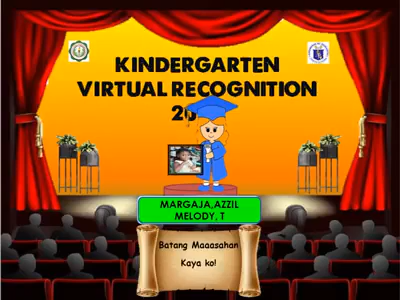 KINDERGARTEN
VIRTUAL RECOGNITION
MARGAJA,AZZIL
MELODY, T
Batang Maaasahan
Kaya ko!